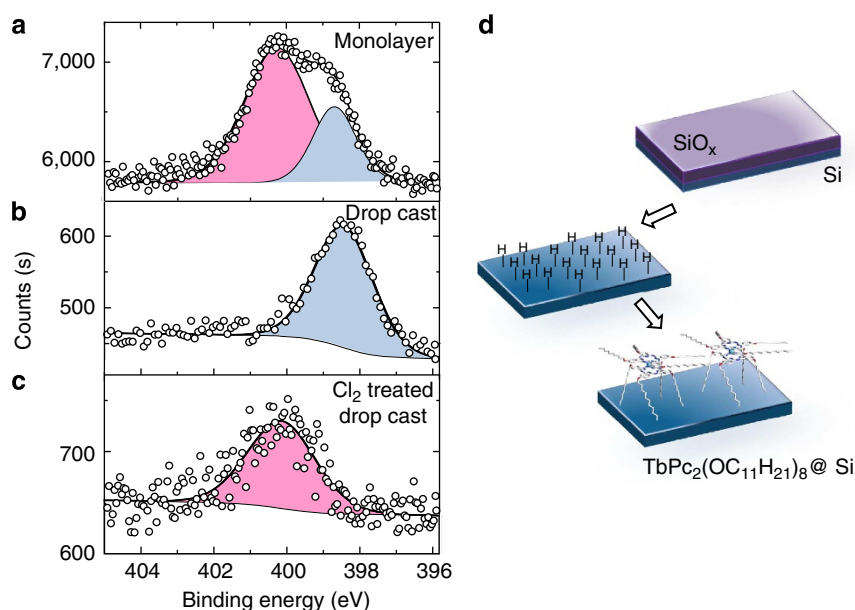 a
Monolayer
7,000
6,000
b
Drop cast
600
500
Counts (s)
c
Cl₂ treated
drop cast
700
600
404 402 400 398 396
Binding energy (eV)
d
SiOₓ
Si
H H H H H
H H H H H H
H H H H H
TbPc₂(OC₁₁H₂₁)₈@ Si